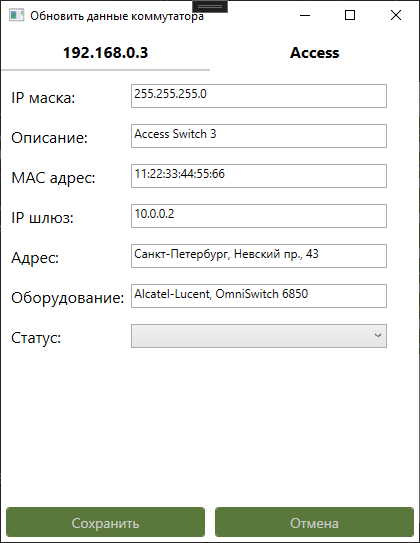 Обновить данные коммутатора
192.168.0.3 Access
IP маска: 255.255.255.0
Описание: Access Switch 3
MAC адрес: 11:22:33:44:55:66
IP шлюз: 10.0.0.2
Адрес: Санкт-Петербург, Невский пр., 43
Оборудование: Alcatel-Lucent, OmniSwitch 6850
Статус:
Сохранить Отмена